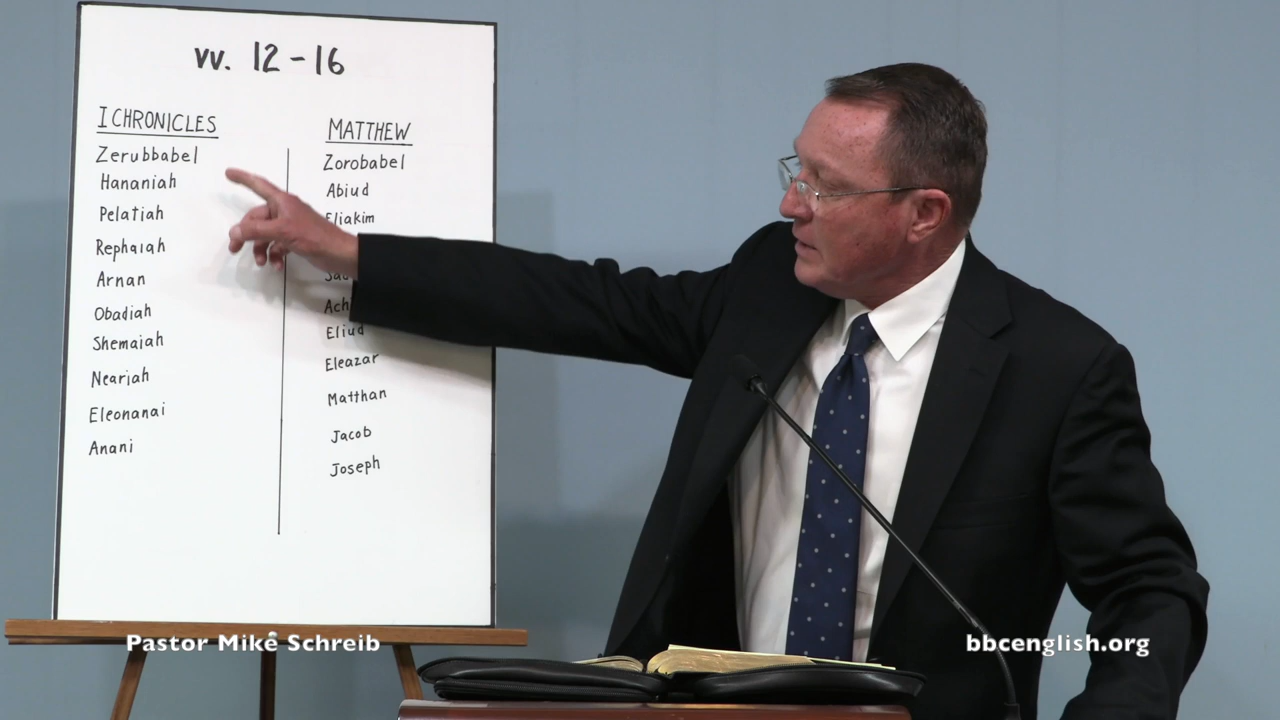 vv. 12-16
I CHRONICLES
Zerubbabel
Hananiah
Pelatiah
Rephaiah
Arnan
Obadiah
Shemaiah
Neariah
Eleonanai
Anani
MATTHEW
Zorobabel
Abiud
Eliakim
Eliud
Eleazar
Matthan
Jacob
Joseph
Pastor Mike Schreib
bbcenglish.org